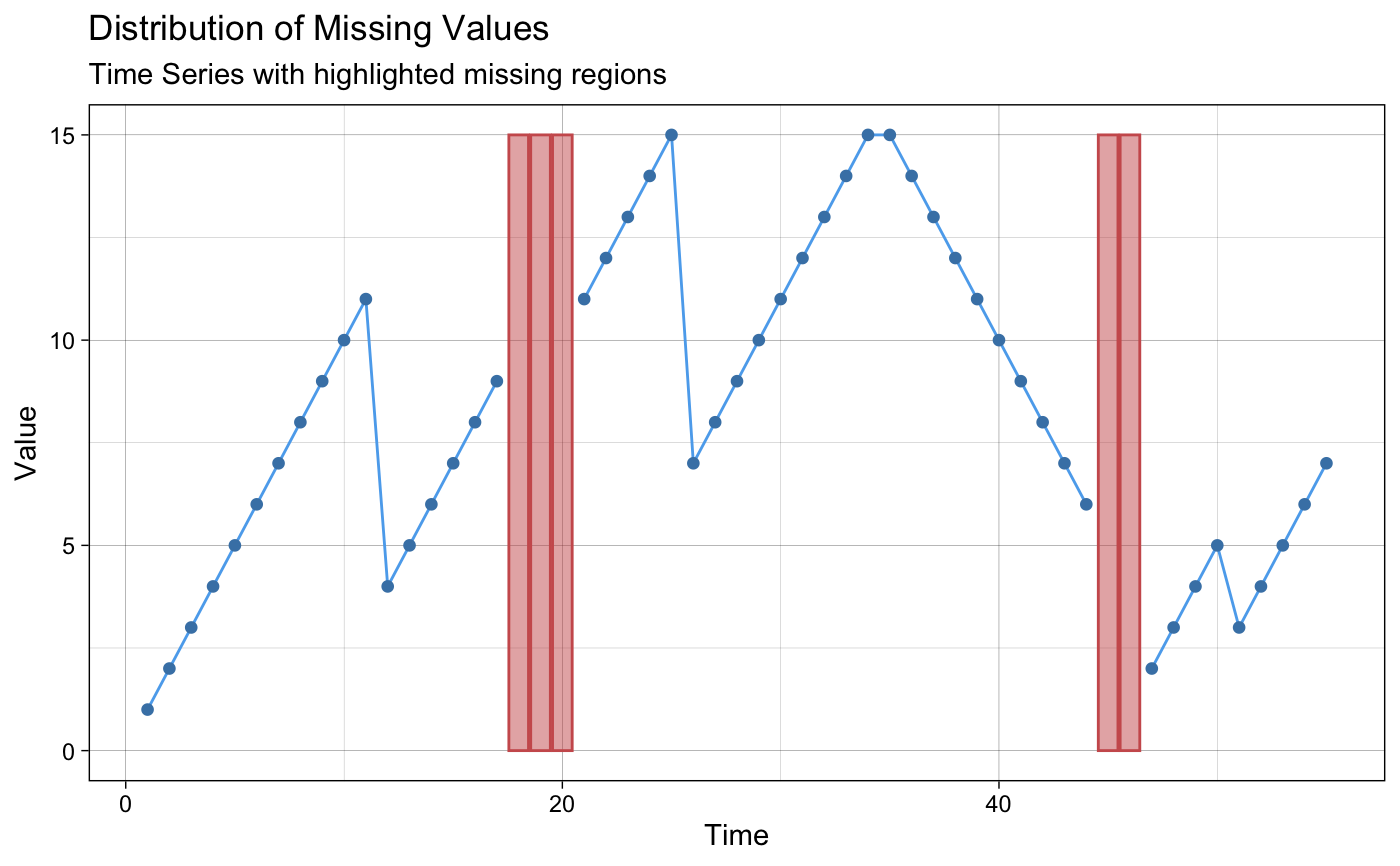 Distribution of Missing Values
Time Series with highlighted missing regions
15
10
5
0
Value
0 20 40
Time